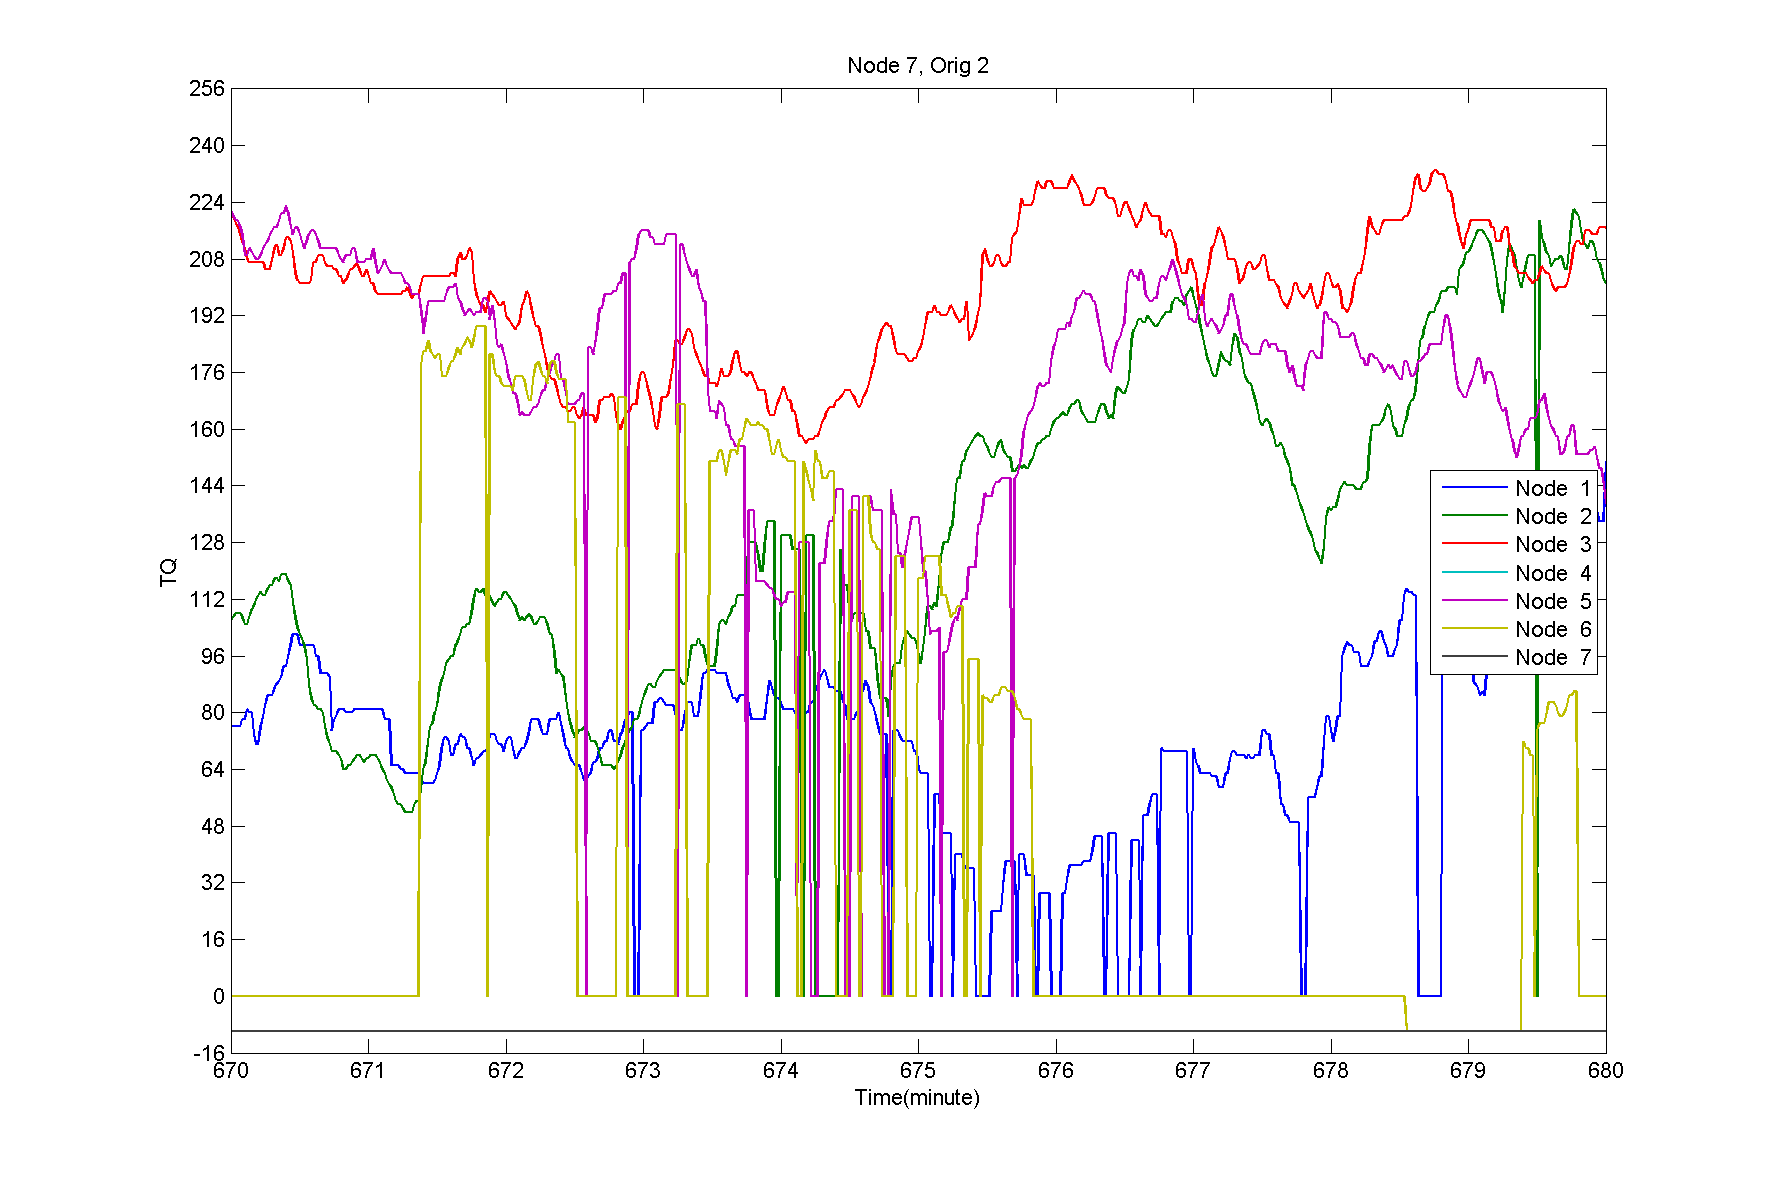 Node 7, Orig 2
256
240
224
208
192
176
160
144
128
112
96
80
64
48
32
16
0
-16
TQ
Node 1
Node 2
Node 3
Node 4
Node 5
Node 6
Node 7
670 671 672 673 674 675 676 677 678 679 680
Time(minute)